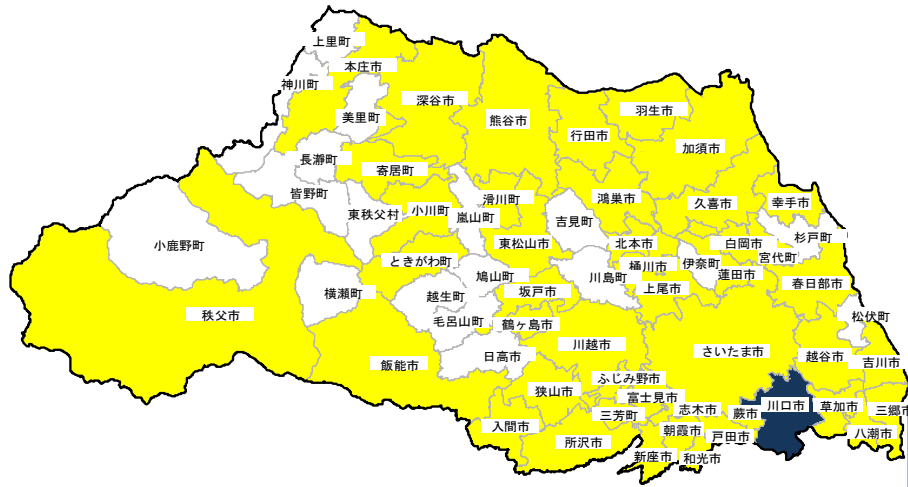 上里町
本庄市
神川町
深谷市
美里町
熊谷市
羽生市
行田市
加須市
長瀞町
寄居町
皆野町
東秩父村
小川町
滑川町
嵐山町
吉見町
鴻巣市
久喜市
幸手市
小鹿野町
東松山市
北本市
白岡市
杉戸町
ときがわ町
桶川市
伊奈町
宮代町
鳩山町
川島町
蓮田市
横瀬町
越生町
坂戸市
上尾市
春日部市
秩父市
毛呂山町
鶴ヶ島市
松伏町
日高市
川越市
さいたま市
越谷市
飯能市
吉川市
ふじみ野市
狭山市
富士見市
三芳町
志木市
蕨市
川口市
草加市
三郷市
入間市
所沢市
朝霞市
戸田市
八潮市
新座市
和光市